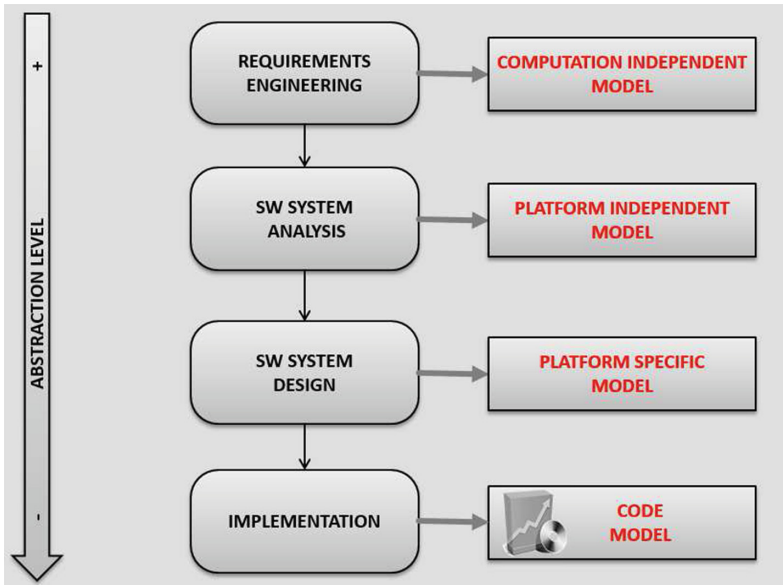 +
ABSTRACTION LEVEL
-
REQUIREMENTS
ENGINEERING
COMPUTATION INDEPENDENT
MODEL
SW SYSTEM
ANALYSIS
PLATFORM INDEPENDENT
MODEL
SW SYSTEM
DESIGN
PLATFORM SPECIFIC
MODEL
IMPLEMENTATION
CODE
MODEL